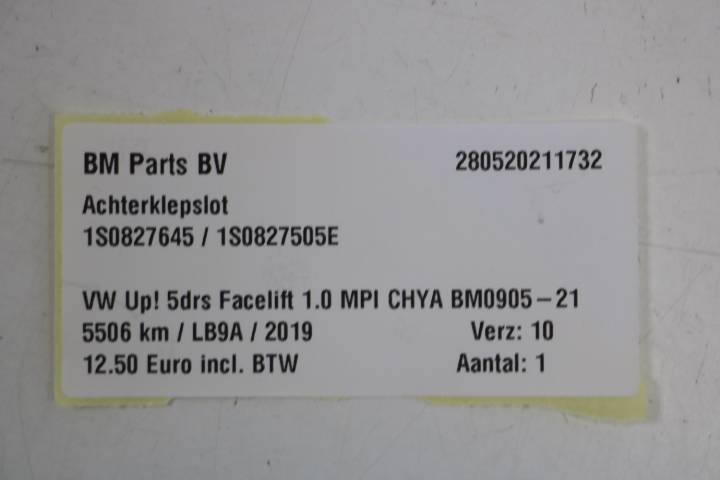 BM Parts BV 280520211732
Achterklepslot
1S0827645 / 1S0827505E
VW Up! 5drs Facelift 1.0 MPI CHYA BM0905-21
5506 km / LB9A / 2019 Verz: 10
12.50 Euro incl. BTW Aantal: 1